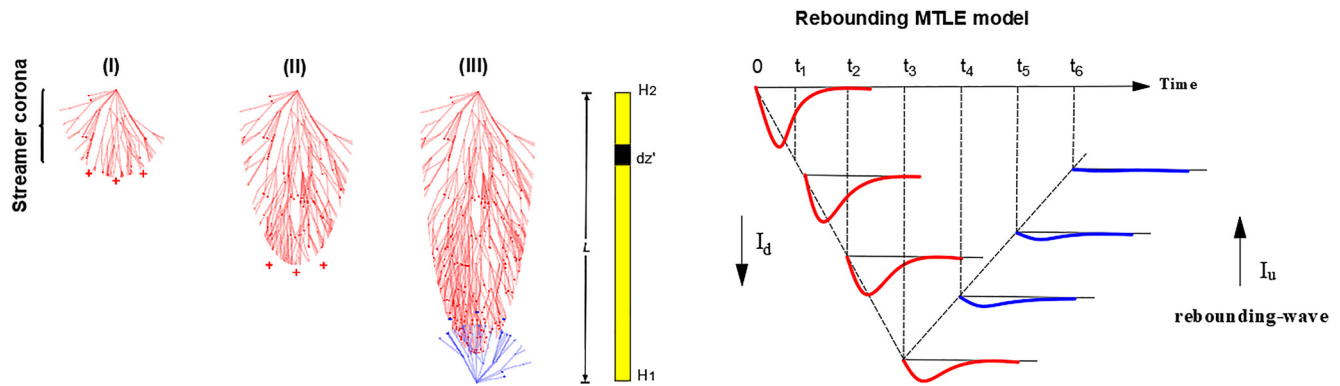 Rebounding MTLE model
(I)
(II)
(III)
Streamer corona
+ + +
+ + +
L
H2
dz'
H1
0 t1 t2 t3 t4 t5 t6
Time
Id
Iu
rebounding-wave